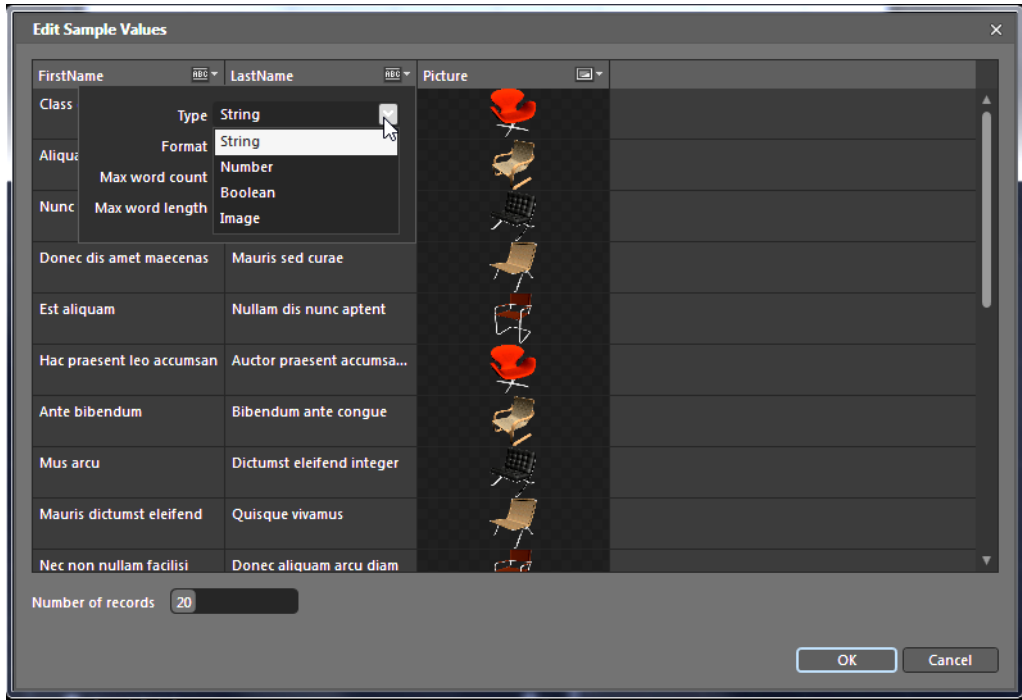 Edit Sample Values
FirstName ABC LastName ABC Picture
Class
Type String
String
Format
Aliqua
Number
Max word count
Boolean
Nunc
Max word length
Image
Donec dis amet maecenas Mauris sed curae
Est aliquam Nullam dis nunc aptent
Hac praesent leo accumsan Auctor praesent accumsa...
Ante bibendum Bibendum ante congue
Mus arcu Dictumst eleifend integer
Mauris dictumst eleifend Quisque vivamus
Nec non nullam facilisi Donec aliquam arcu diam
Number of records 20
OK Cancel